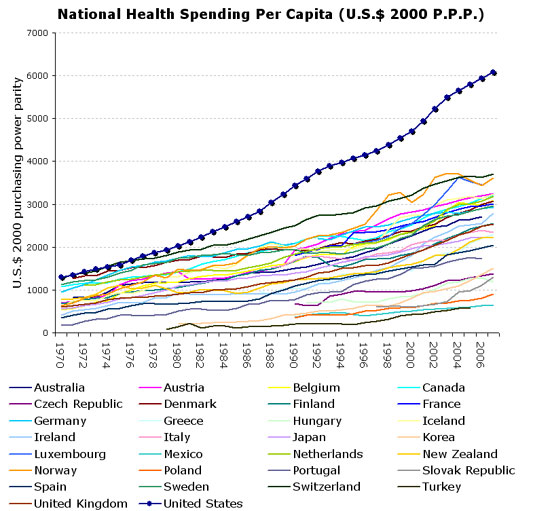 National Health Spending Per Capita (U.S.$ 2000 P.P.P.)
U.S.$ 2000 purchasing power parity
7000
6000
5000
4000
3000
2000
1000
0
1970 1972 1974 1976 1978 1980 1982 1984 1986 1988 1990 1992 1994 1996 1998 2000 2002 2004 2006
Australia Austria Belgium Canada
Czech Republic Denmark Finland France
Germany Greece Hungary Iceland
Ireland Italy Japan Korea
Luxembourg Mexico Netherlands New Zealand
Norway Poland Portugal Slovak Republic
Spain Sweden Switzerland Turkey
United Kingdom United States